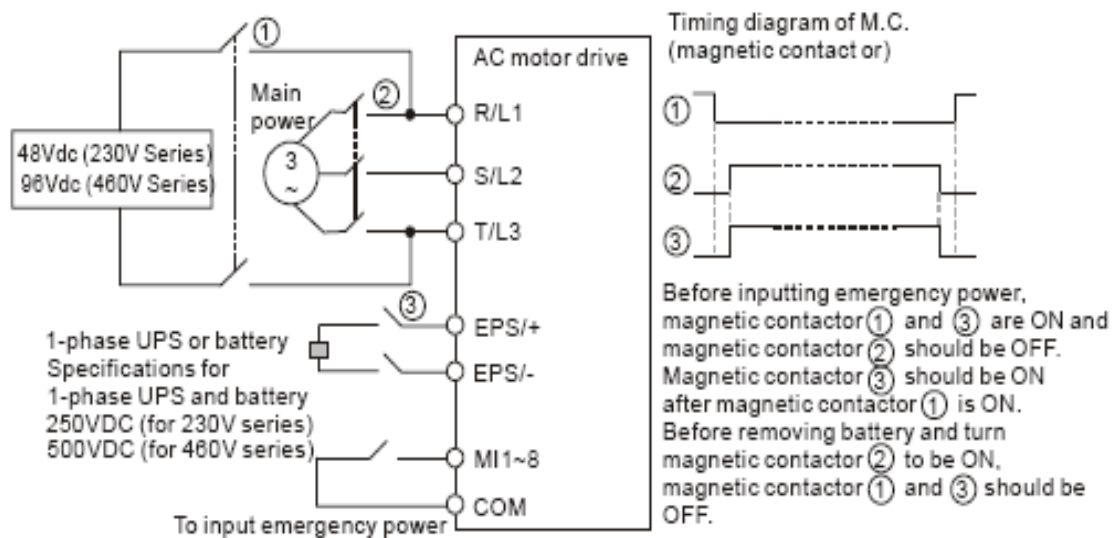 ①
48Vdc (230V Series)
96Vdc (460V Series)
Main
power
②
3
~
AC motor drive
R/L1
S/L2
T/L3
③
EPS/+
EPS/-
MI1~8
COM
1-phase UPS or battery
Specifications for
1-phase UPS and battery
250VDC (for 230V series)
500VDC (for 460V series)
To input emergency power
Timing diagram of M.C.
(magnetic contact or)
①
②
③
Before inputting emergency power,
magnetic contactor ① and ③ are ON and
magnetic contactor ② should be OFF.
Magnetic contactor ③ should be ON
after magnetic contactor ① is ON.
Before removing battery and turn
magnetic contactor ② to be ON,
magnetic contactor ① and ③ should be
OFF.